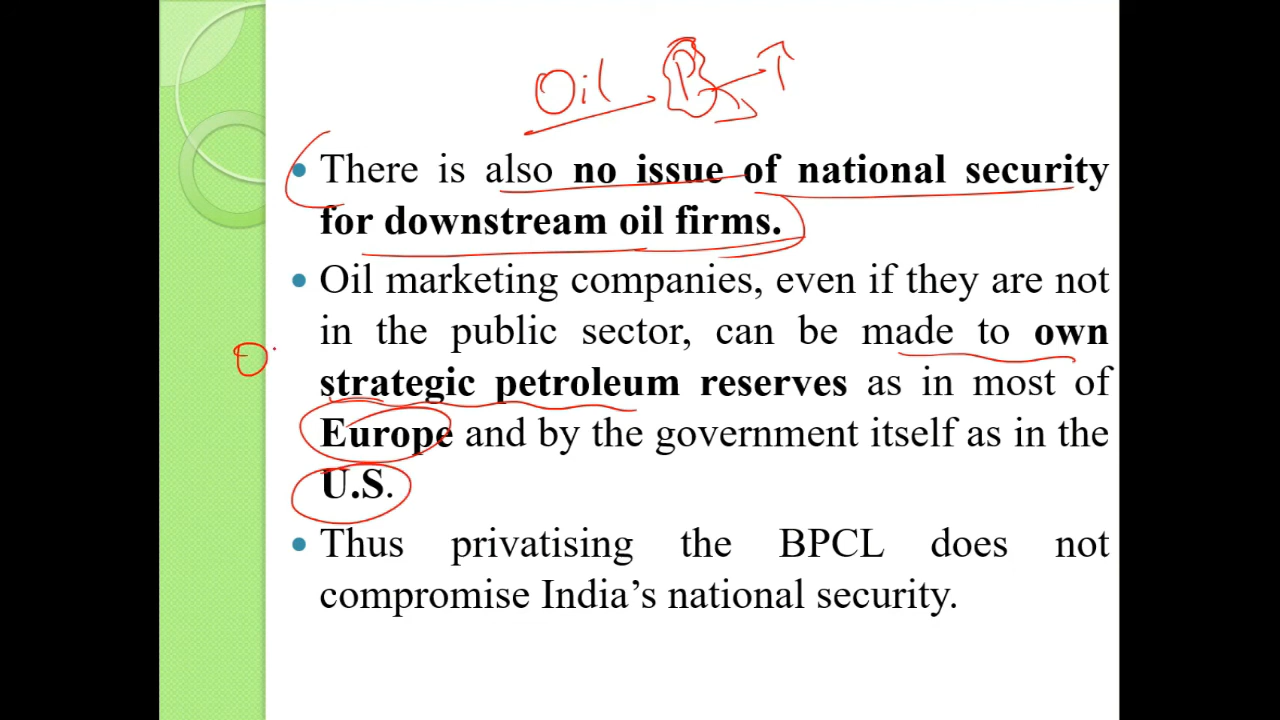 Oil
There is also no issue of national security
for downstream oil firms.
Oil marketing companies, even if they are not
in the public sector, can be made to own
strategic petroleum reserves as in most of
Europe and by the government itself as in the
U.S.
Thus privatising the BPCL does not
compromise India’s national security.